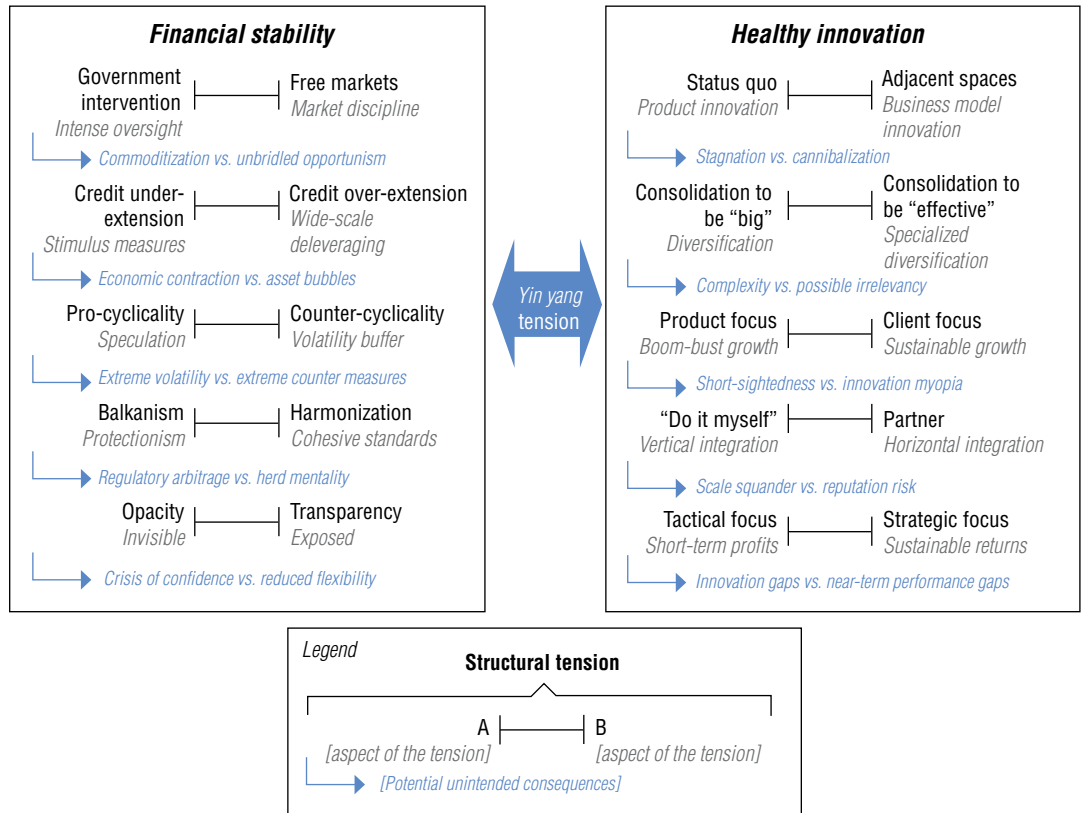 Financial stability
Government
intervention
Intense oversight
Free markets
Market discipline
Commoditization vs. unbridled opportunism
Credit under-
extension
Stimulus measures
Credit over-extension
Wide-scale
deleveraging
Economic contraction vs. asset bubbles
Pro-cyclicality
Speculation
Counter-cyclicality
Volatility buffer
Extreme volatility vs. extreme counter measures
Balkanism
Protectionism
Harmonization
Cohesive standards
Regulatory arbitrage vs. herd mentality
Opacity
Invisible
Transparency
Exposed
Crisis of confidence vs. reduced flexibility
Yin yang
tension
Healthy innovation
Status quo
Product innovation
Adjacent spaces
Business model
innovation
Stagnation vs. cannibalization
Consolidation to
be “big”
Diversification
Consolidation to
be “effective”
Specialized
diversification
Complexity vs. possible irrelevancy
Product focus
Boom-bust growth
Client focus
Sustainable growth
Short-sightedness vs. innovation myopia
“Do it myself”
Vertical integration
Partner
Horizontal integration
Scale squander vs. reputation risk
Tactical focus
Short-term profits
Strategic focus
Sustainable returns
Innovation gaps vs. near-term performance gaps
Legend
Structural tension
A
[aspect of the tension]
B
[aspect of the tension]
[Potential unintended consequences]